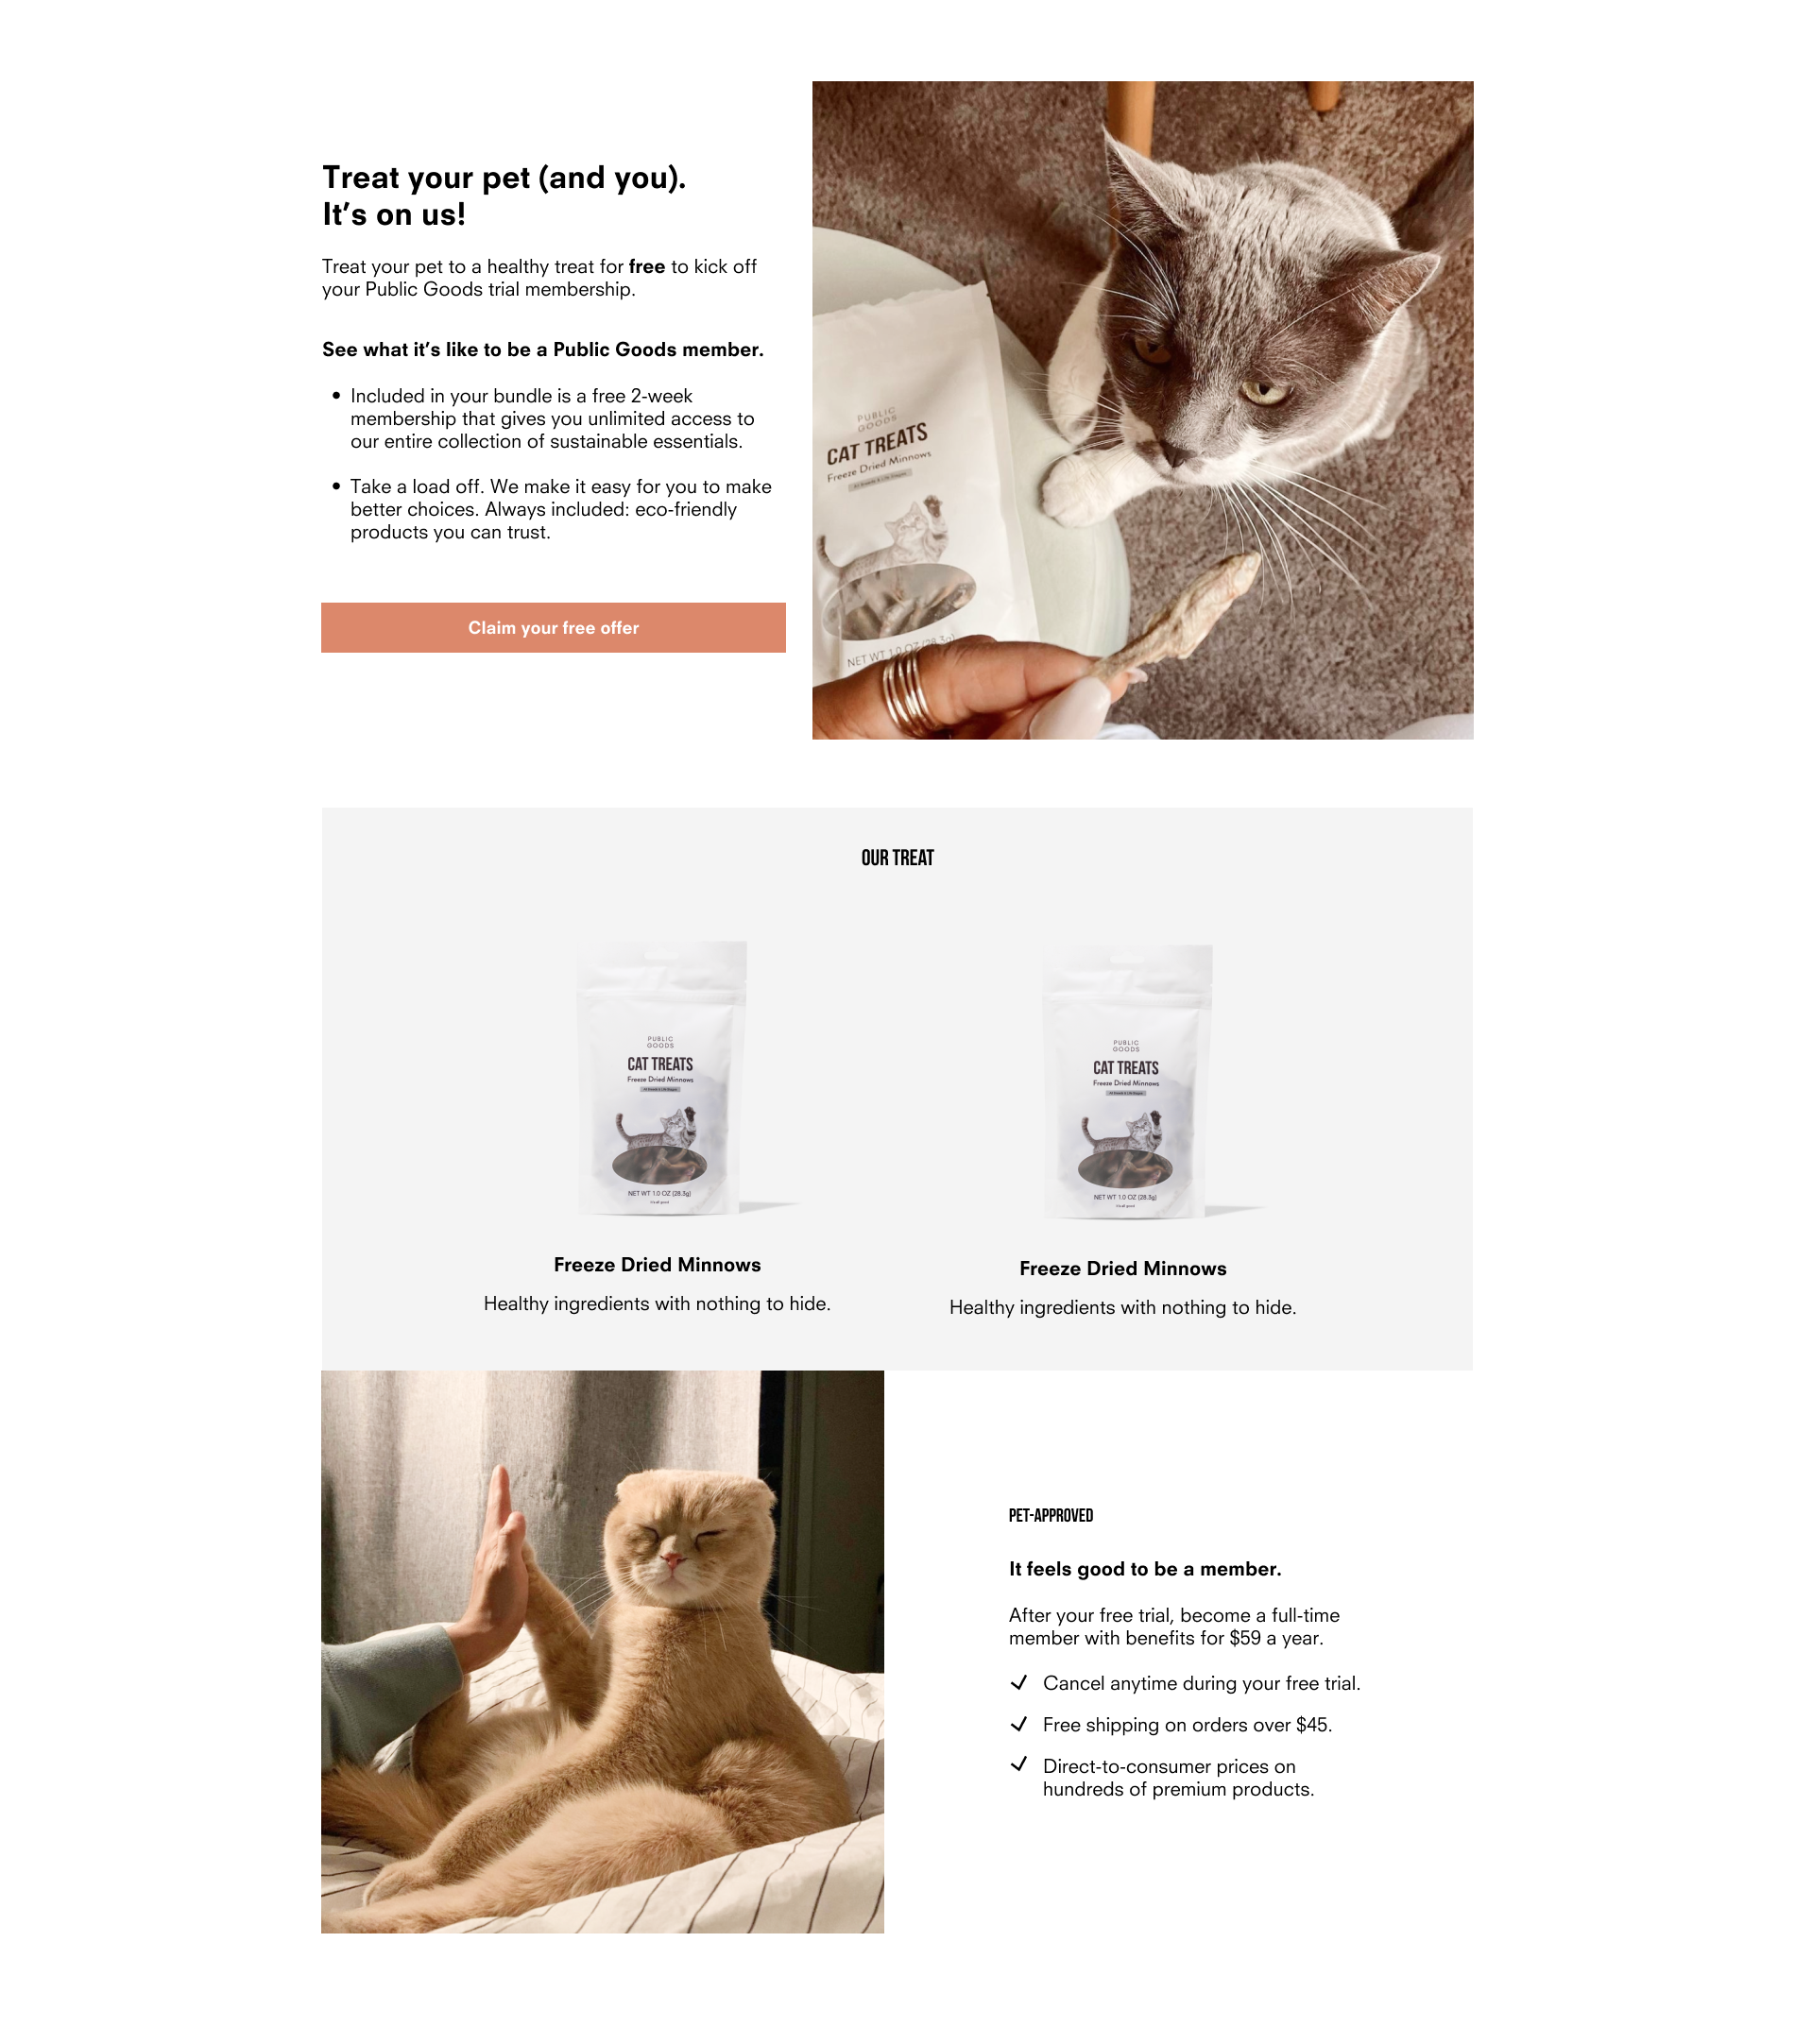 Treat your pet (and you).
It's on us!
Treat your pet to a healthy treat for free to kick off
your Public Goods trial membership.
See what it's like to be a Public Goods member.
• Included in your bundle is a free 2-week
membership that gives you unlimited access to
our entire collection of sustainable essentials.
• Take a load off. We make it easy for you to make
better choices. Always included: eco-friendly
products you can trust.
Claim your free offer
PUBLIC
GOODS
CAT TREATS
Freeze Dried Minnows
NET WT 1.0 OZ (28.3g)
OUR TREAT
PUBLIC
GOODS
CAT TREATS
Freeze Dried Minnows
NET WT 1.0 OZ (28.3g)
Freeze Dried Minnows
Healthy ingredients with nothing to hide.
PUBLIC
GOODS
CAT TREATS
Freeze Dried Minnows
NET WT 1.0 OZ (28.3g)
Freeze Dried Minnows
Healthy ingredients with nothing to hide.
PET-APPROVED
It feels good to be a member.
After your free trial, become a full-time
member with benefits for $59 a year.
Cancel anytime during your free trial.
Free shipping on orders over $45.
Direct-to-consumer prices on
hundreds of premium products.